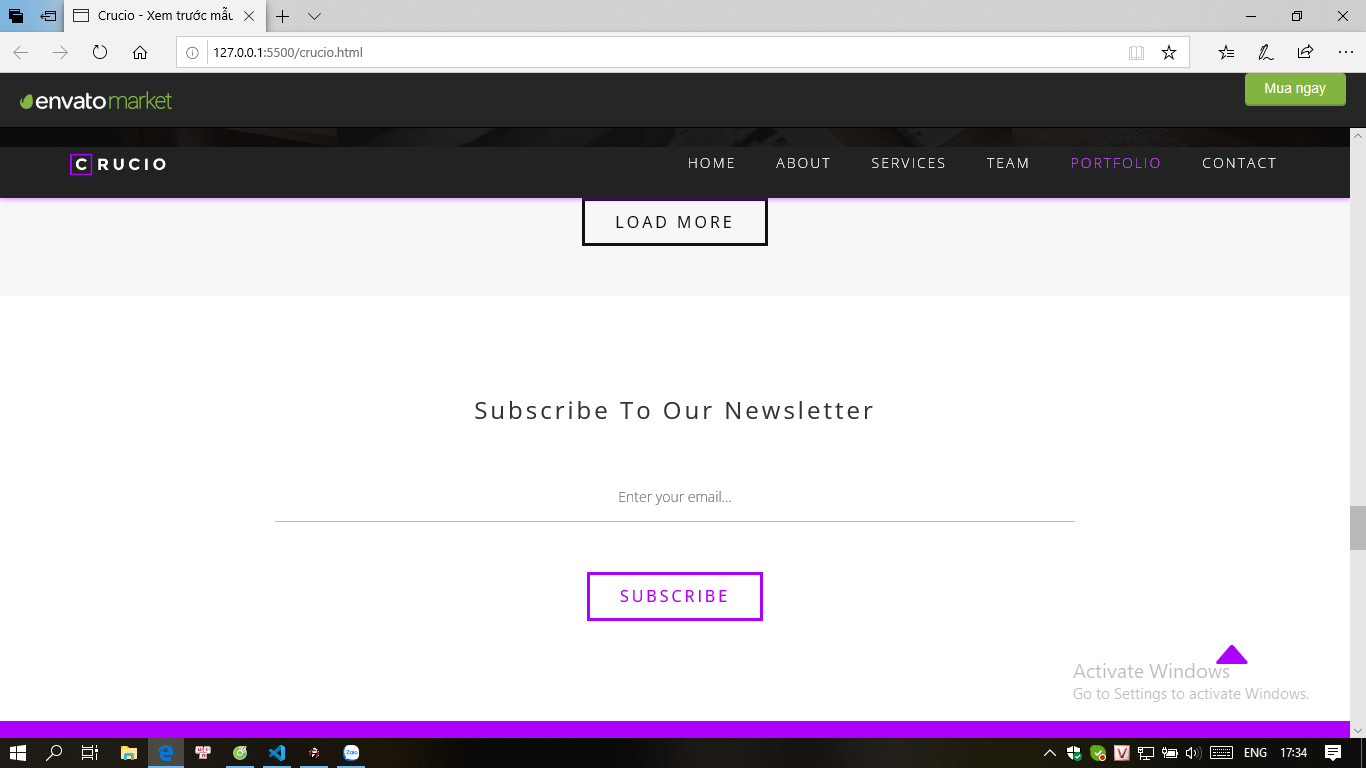 Crucio - Xem trước mẫu
127.0.0.1:5500/crucio.html
envatomarket
Mua ngay
CRUCIO
HOME ABOUT SERVICES TEAM PORTFOLIO CONTACT
LOAD MORE
Subscribe To Our Newsletter
Enter your email...
SUBSCRIBE
Activate Windows
Go to Settings to activate Windows.
Zalo
V
ENG 17:34